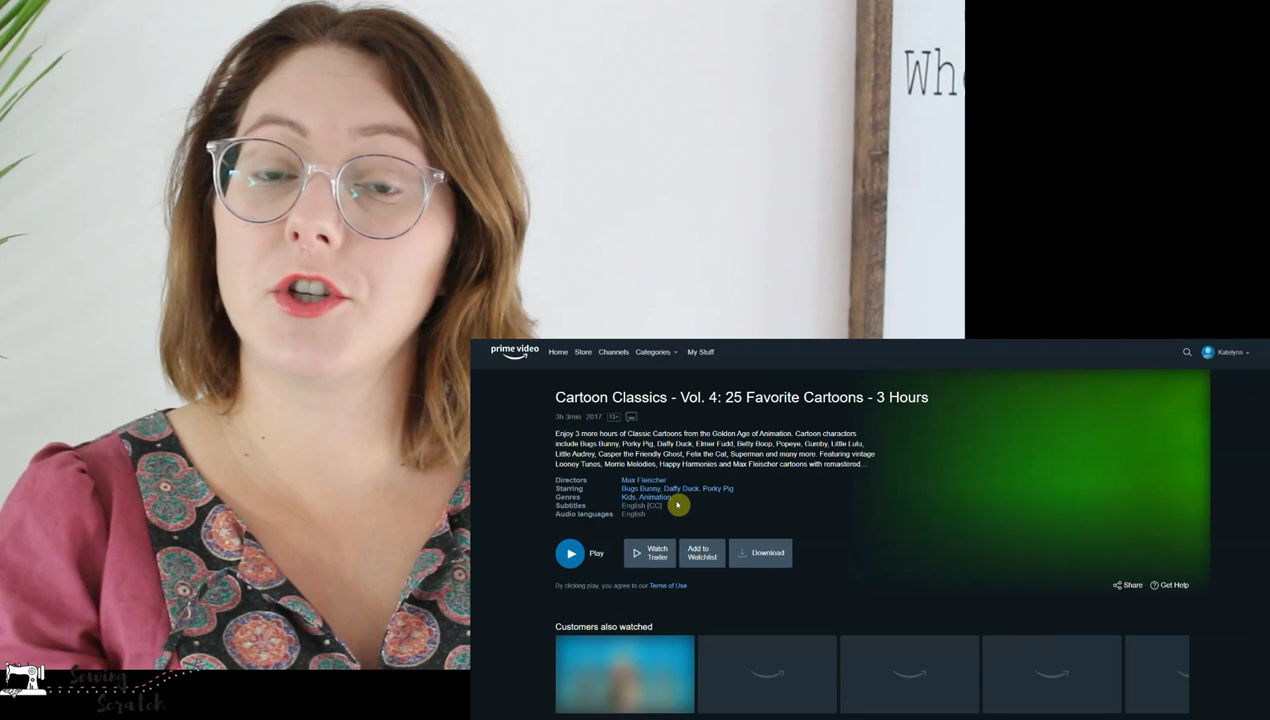 Wh
prime video
Home Store Channels Categories My Stuff
Katelynn
Cartoon Classics - Vol. 4: 25 Favorite Cartoons - 3 Hours
3h 3min 2017 13+
Enjoy 3 more hours of Classic Cartoons from the Golden Age of Animation. Cartoon characters
include Bugs Bunny, Porky Pig, Daffy Duck, Elmer Fudd, Betty Boop, Popeye, Gumby, Little Lulu,
Little Audrey, Casper the Friendly Ghost, Felix the Cat, Superman and many more. Featuring vintage
Looney Tunes, Merrie Melodies, Happy Harmonies and Max Fleischer cartoons with remastered...
Directors Max Fleischer
Starring Bugs Bunny, Daffy Duck, Porky Pig
Genres Kids, Animation
Subtitles English [CC]
Audio languages English
Play
Watch
Trailer
Add to
Watchlist
Download
By clicking play, you agree to our Terms of Use.
Share Get Help
Customers also watched
Sewing
Scratch